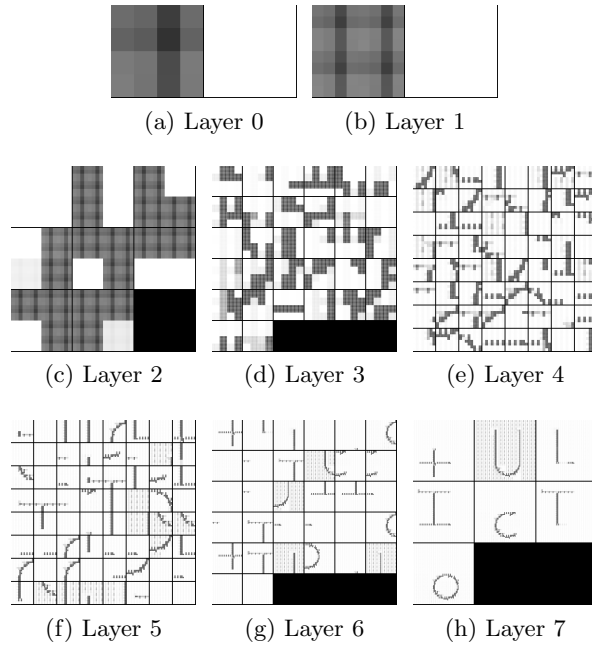 (a) Layer 0 (b) Layer 1
(c) Layer 2 (d) Layer 3 (e) Layer 4
(f) Layer 5 (g) Layer 6 (h) Layer 7